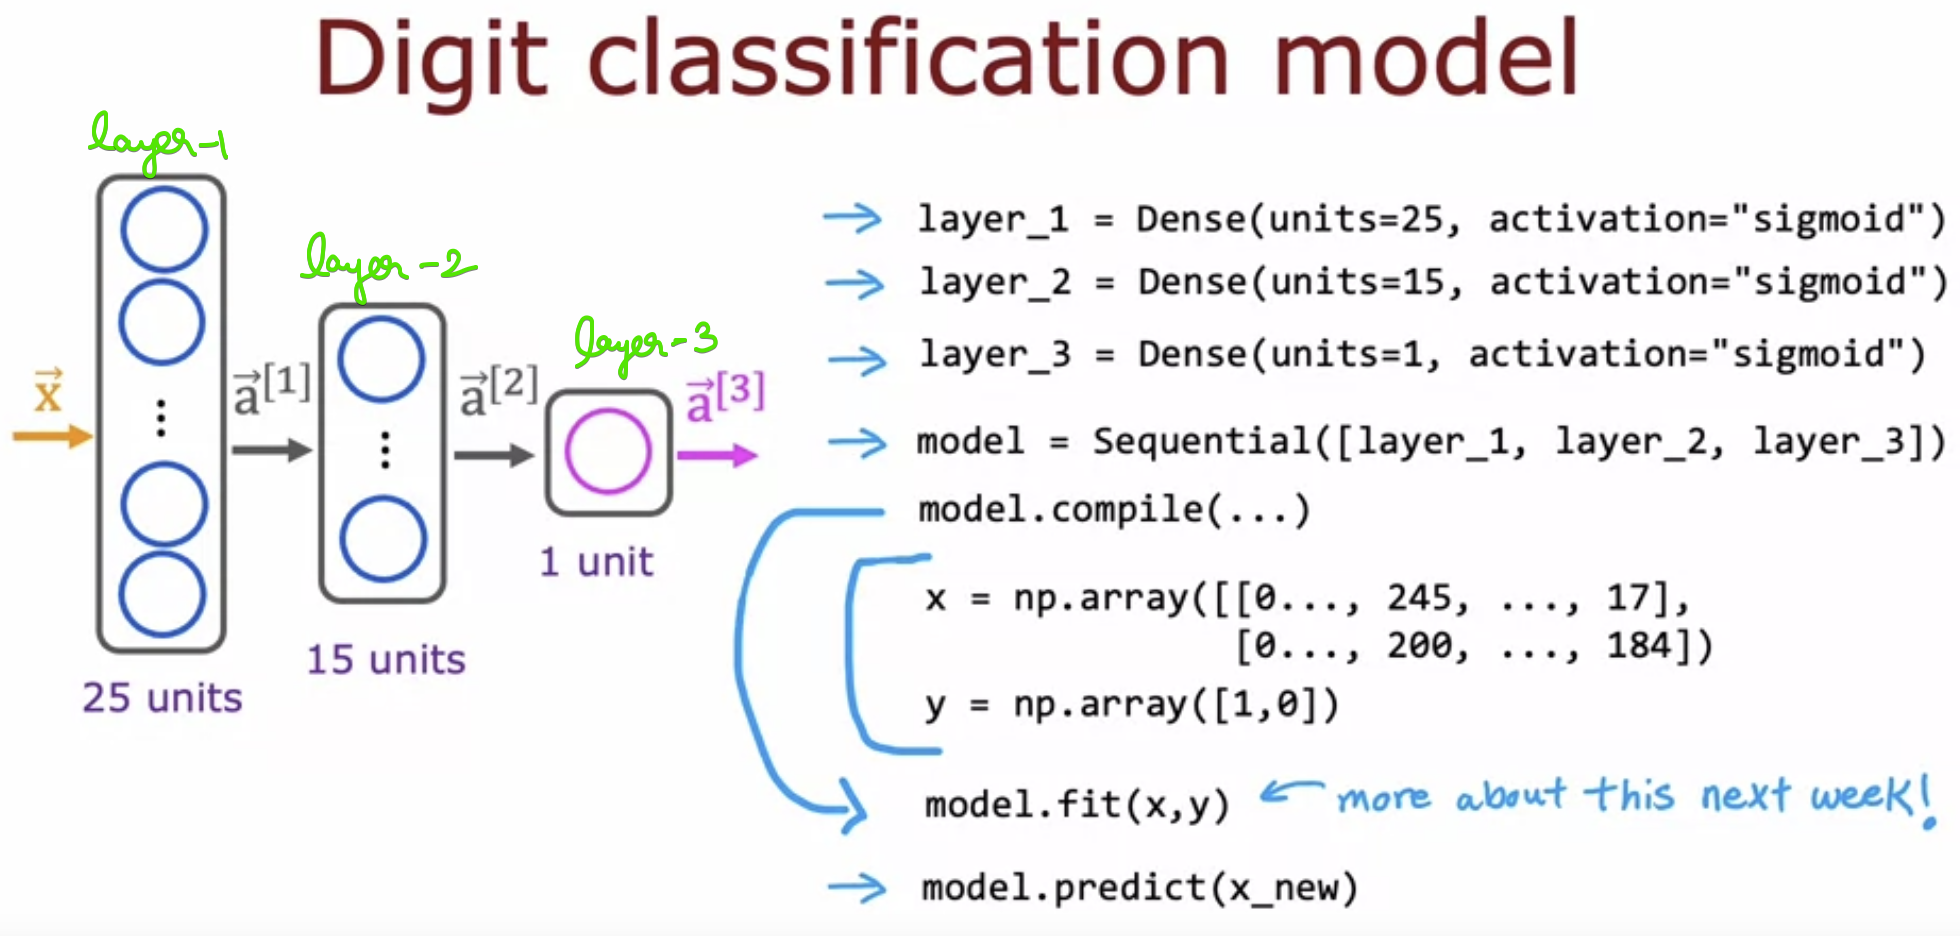 Digit classification model
layer-1
layer-2
layer-3
x⃗
a⃗[1]
a⃗[2]
a⃗[3]
25 units
15 units
1 unit
layer_1 = Dense(units=25, activation="sigmoid")
layer_2 = Dense(units=15, activation="sigmoid")
layer_3 = Dense(units=1, activation="sigmoid")
model = Sequential([layer_1, layer_2, layer_3])
model.compile(...)
x = np.array([[0..., 245, ..., 17],
[0..., 200, ..., 184])
y = np.array([1,0])
model.fit(x,y) ← more about this next week!
model.predict(x_new)